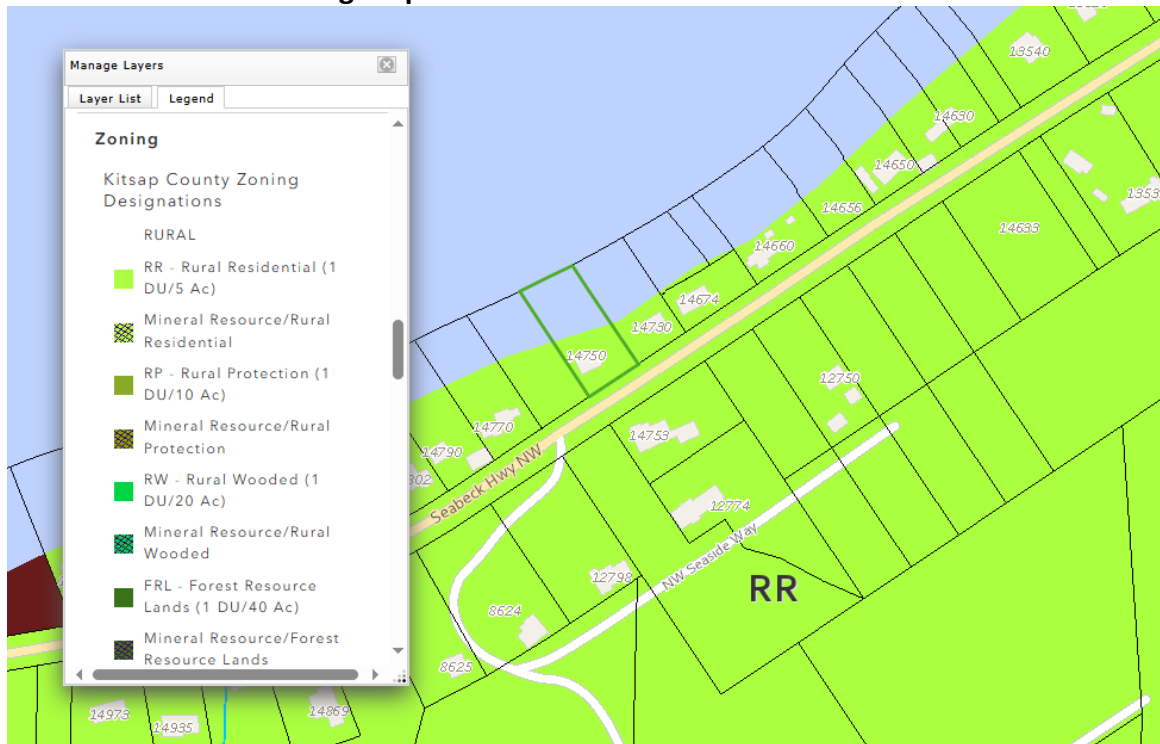 Manage Layers
Layer List
Legend
Zoning
Kitsap County Zoning
Designations
RURAL
RR - Rural Residential (1
DU/5 Ac)
Mineral Resource/Rural
Residential
RP - Rural Protection (1
DU/10 Ac)
Mineral Resource/Rural
Protection
RW - Rural Wooded (1
DU/20 Ac)
Mineral Resource/Rural
Wooded
FRL - Forest Resource
Lands (1 DU/40 Ac)
Mineral Resource/Forest
Resource Lands
13540
14630
14650
14656
14660
14633
14674
14730
14750
12750
14770
14753
14790
Seabeck Hwy NW
12774
NW Seaside Way
12798
RR
8624
8625
14973
14935
14869